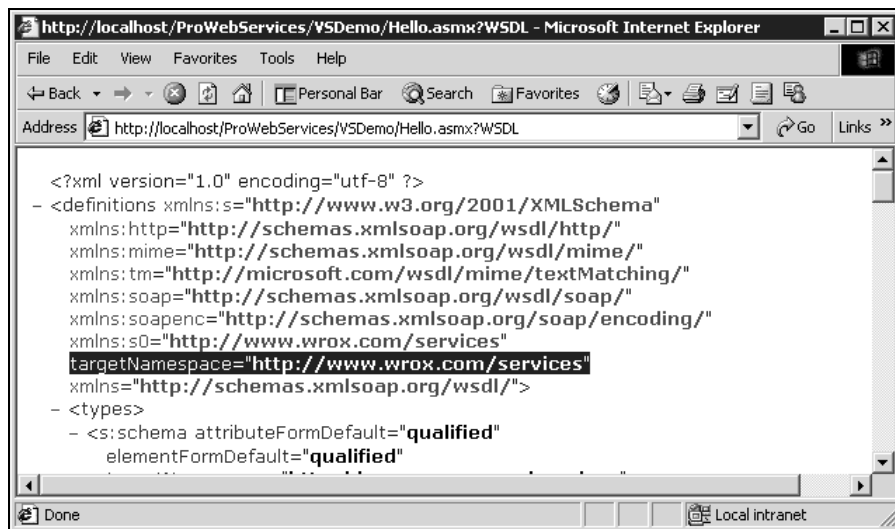 http://localhost/ProWebServices/VSDemo/Hello.asmx?WSDL - Microsoft Internet Explorer
File Edit View Favorites Tools Help
Back Personal Bar Search Favorites
Address http://localhost/ProWebServices/VSDemo/Hello.asmx?WSDL Go Links »
<?xml version="1.0" encoding="utf-8" ?>
- <definitions xmlns:s="http://www.w3.org/2001/XMLSchema"
xmlns:http="http://schemas.xmlsoap.org/wsdl/http/"
xmlns:mime="http://schemas.xmlsoap.org/wsdl/mime/"
xmlns:tm="http://microsoft.com/wsdl/mime/textMatching/"
xmlns:soap="http://schemas.xmlsoap.org/wsdl/soap/"
xmlns:soapenc="http://schemas.xmlsoap.org/soap/encoding/"
xmlns:s0="http://www.wrox.com/services"
targetNamespace="http://www.wrox.com/services"
xmlns="http://schemas.xmlsoap.org/wsdl/">
- <types>
- <s:schema attributeFormDefault="qualified"
elementFormDefault="qualified"
Done Local intranet